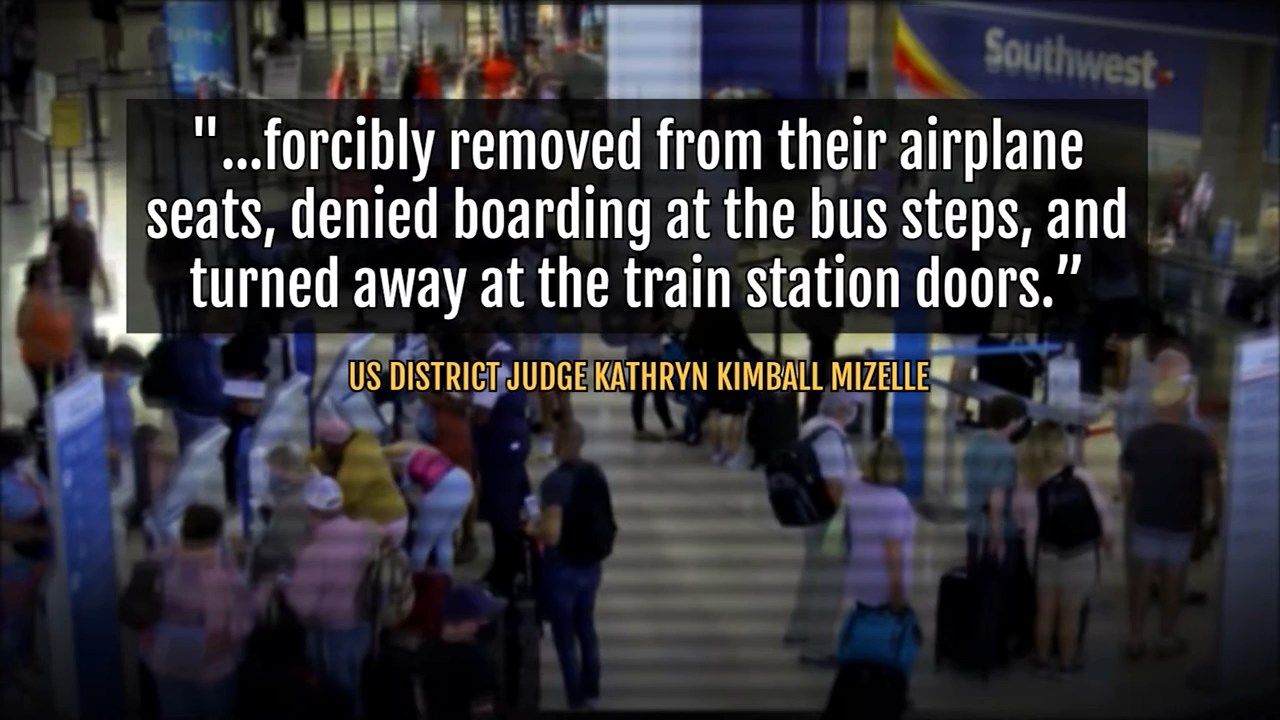 Southwest
"...forcibly removed from their airplane
seats, denied boarding at the bus steps, and
turned away at the train station doors.”
US DISTRICT JUDGE KATHRYN KIMBALL MIZELLE